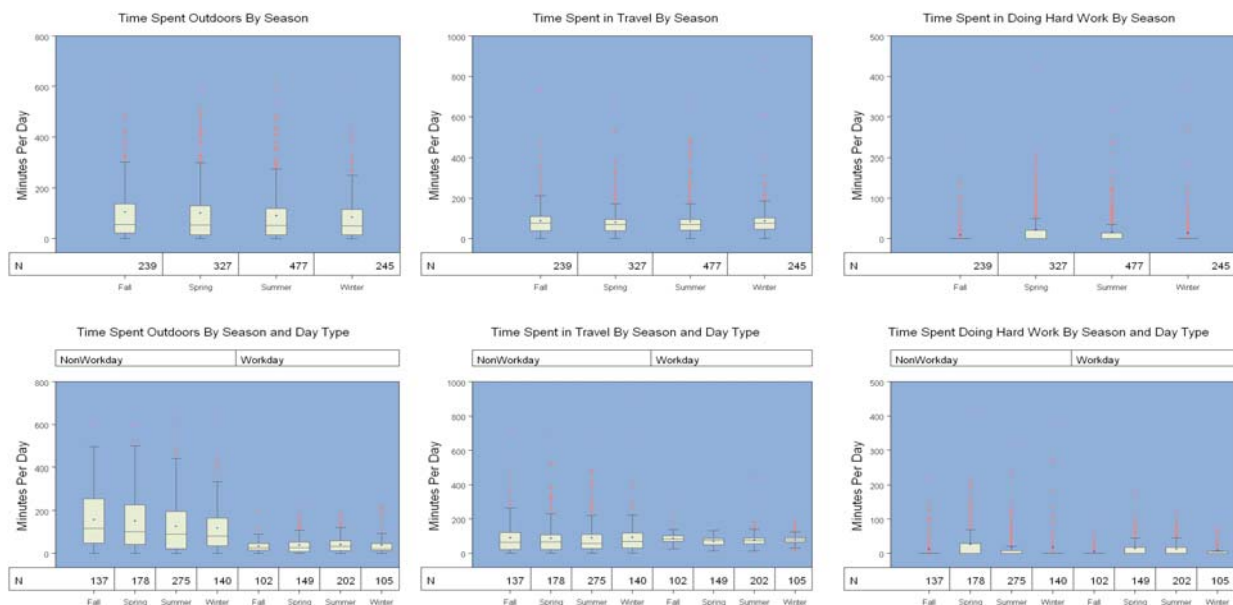 Time Spent Outdoors By Season
800
600
400
200
0
Minutes Per Day
N 239 327 477 245
Fall Spring Summer Winter
Time Spent in Travel By Season
1000
800
600
400
200
0
Minutes Per Day
N 239 327 477 245
Fall Spring Summer Winter
Time Spent in Doing Hard Work By Season
500
400
300
200
100
0
Minutes Per Day
N 239 327 477 245
Fall Spring Summer Winter
Time Spent Outdoors By Season and Day Type
NonWorkday Workday
800
600
400
200
0
Minutes Per Day
N 137 178 275 140 102 149 202 105
Fall Spring Summer Winter Fall Spring Summer Winter
Time Spent in Travel By Season and Day Type
NonWorkday Workday
1000
800
600
400
200
0
Minutes Per Day
N 137 178 275 140 102 149 202 105
Fall Spring Summer Winter Fall Spring Summer Winter
Time Spent Doing Hard Work By Season and Day Type
NonWorkday Workday
500
400
300
200
100
0
Minutes Per Day
N 137 178 275 140 102 149 202 105
Fall Spring Summer Winter Fall Spring Summer Winter